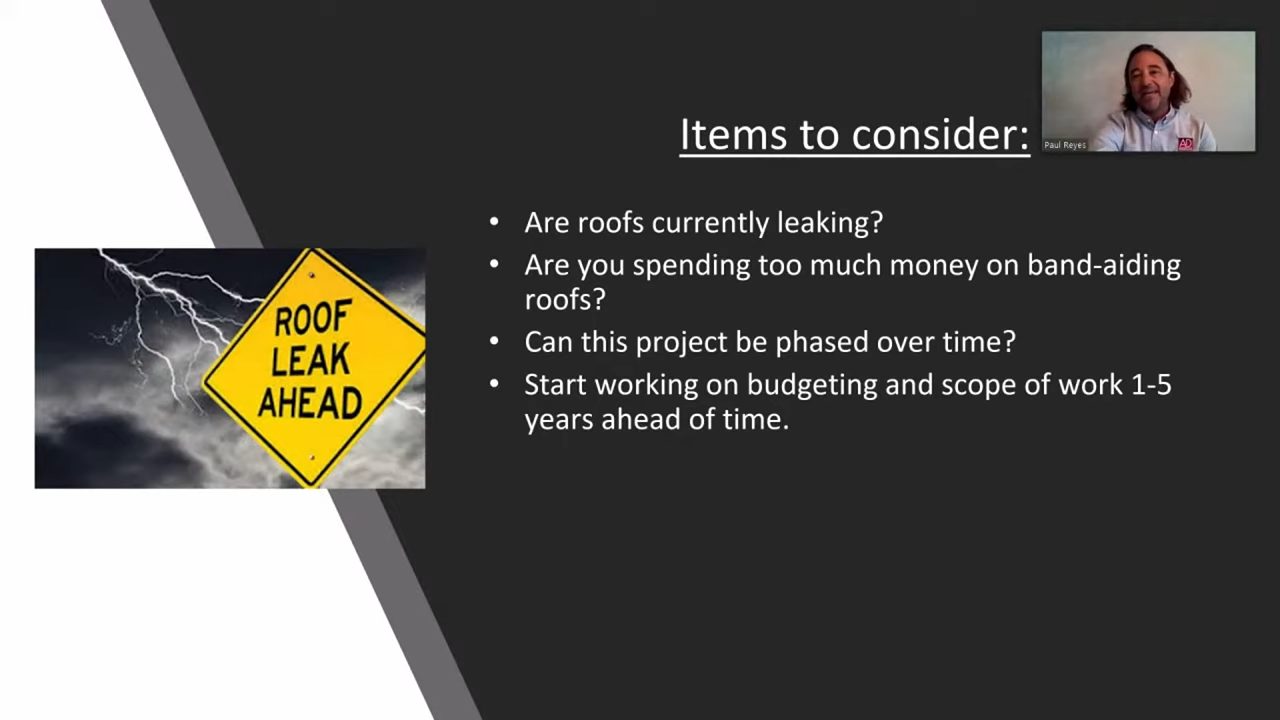 Items to consider:
Paul Reyes
AD
• Are roofs currently leaking?
• Are you spending too much money on band-aiding
roofs?
• Can this project be phased over time?
• Start working on budgeting and scope of work 1-5
years ahead of time.
ROOF
LEAK
AHEAD